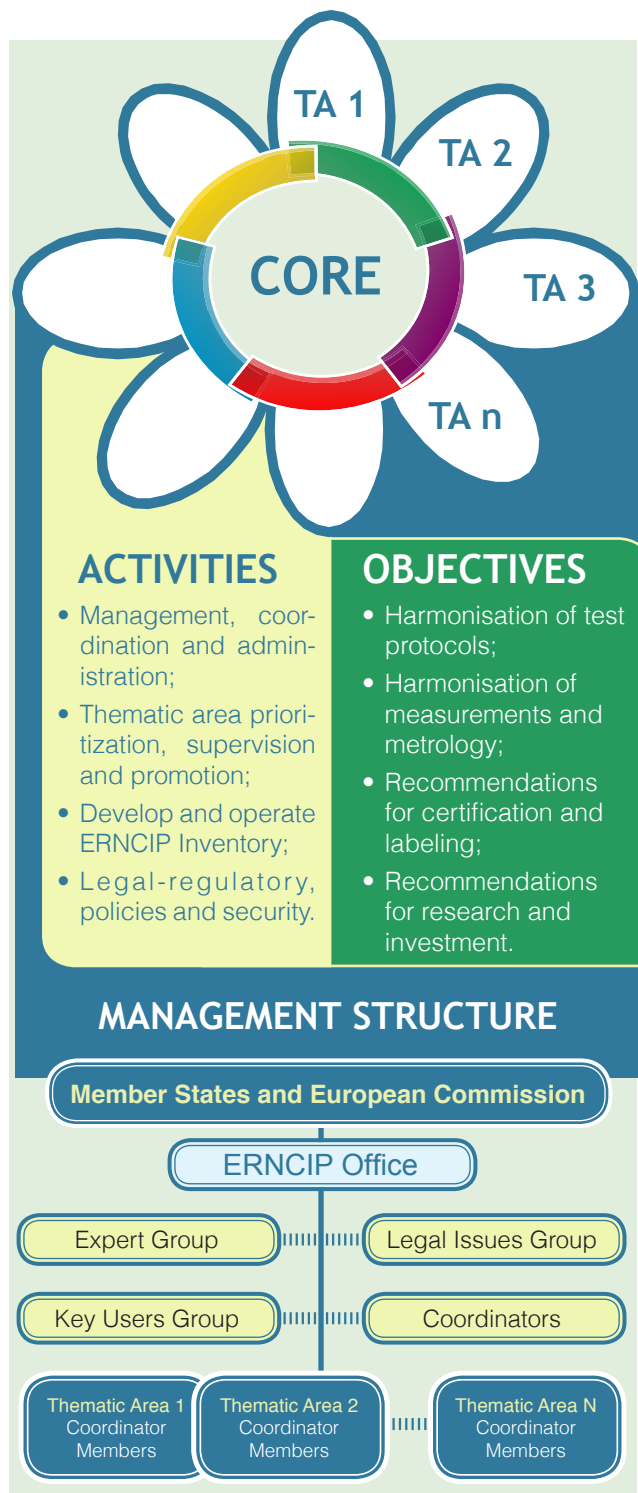 TA 1
TA 2
CORE
TA 3
TA n
ACTIVITIES
• Management, coor-
dination and admin-
istration;
• Thematic area priori-
tization, supervision
and promotion;
• Develop and operate
ERNCIP Inventory;
• Legal-regulatory,
policies and security.
OBJECTIVES
• Harmonisation of test
protocols;
• Harmonisation of
measurements and
metrology;
• Recommendations
for certification and
labeling;
• Recommendations
for research and
investment.
MANAGEMENT STRUCTURE
Member States and European Commission
ERNCIP Office
Expert Group
Legal Issues Group
Key Users Group
Coordinators
Thematic Area 1
Coordinator
Members
Thematic Area 2
Coordinator
Members
Thematic Area N
Coordinator
Members